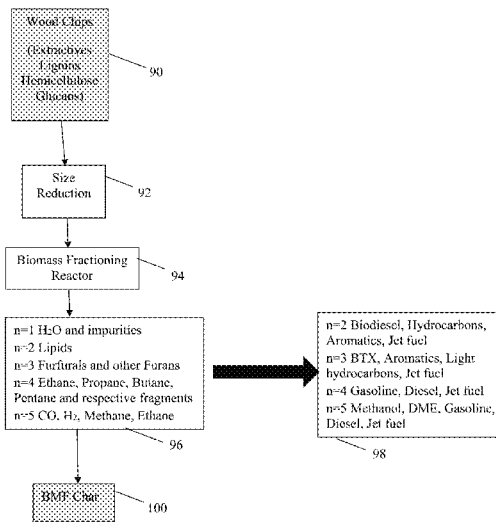 Wood Chips
(Extractives
Lignins
Hemicellulose
Glucans)
90
Size
Reduction
92
Biomass Fractioning
Reactor
94
n=1 H₂O and impurities
n=2 Lipids
n=3 Furfurals and other Furans
n=4 Ethane, Propane, Butane,
Pentane and respective fragments
n=5 CO, H₂, Methane, Ethane
96
n=2 Biodiesel, Hydrocarbons,
Aromatics, Jet fuel
n=3 BTX, Aromatics, Light
hydrocarbons, Jet fuel
n=4 Gasoline, Diesel, Jet fuel
n=5 Methanol, DME, Gasoline,
Diesel, Jet fuel
98
BMF Char
100